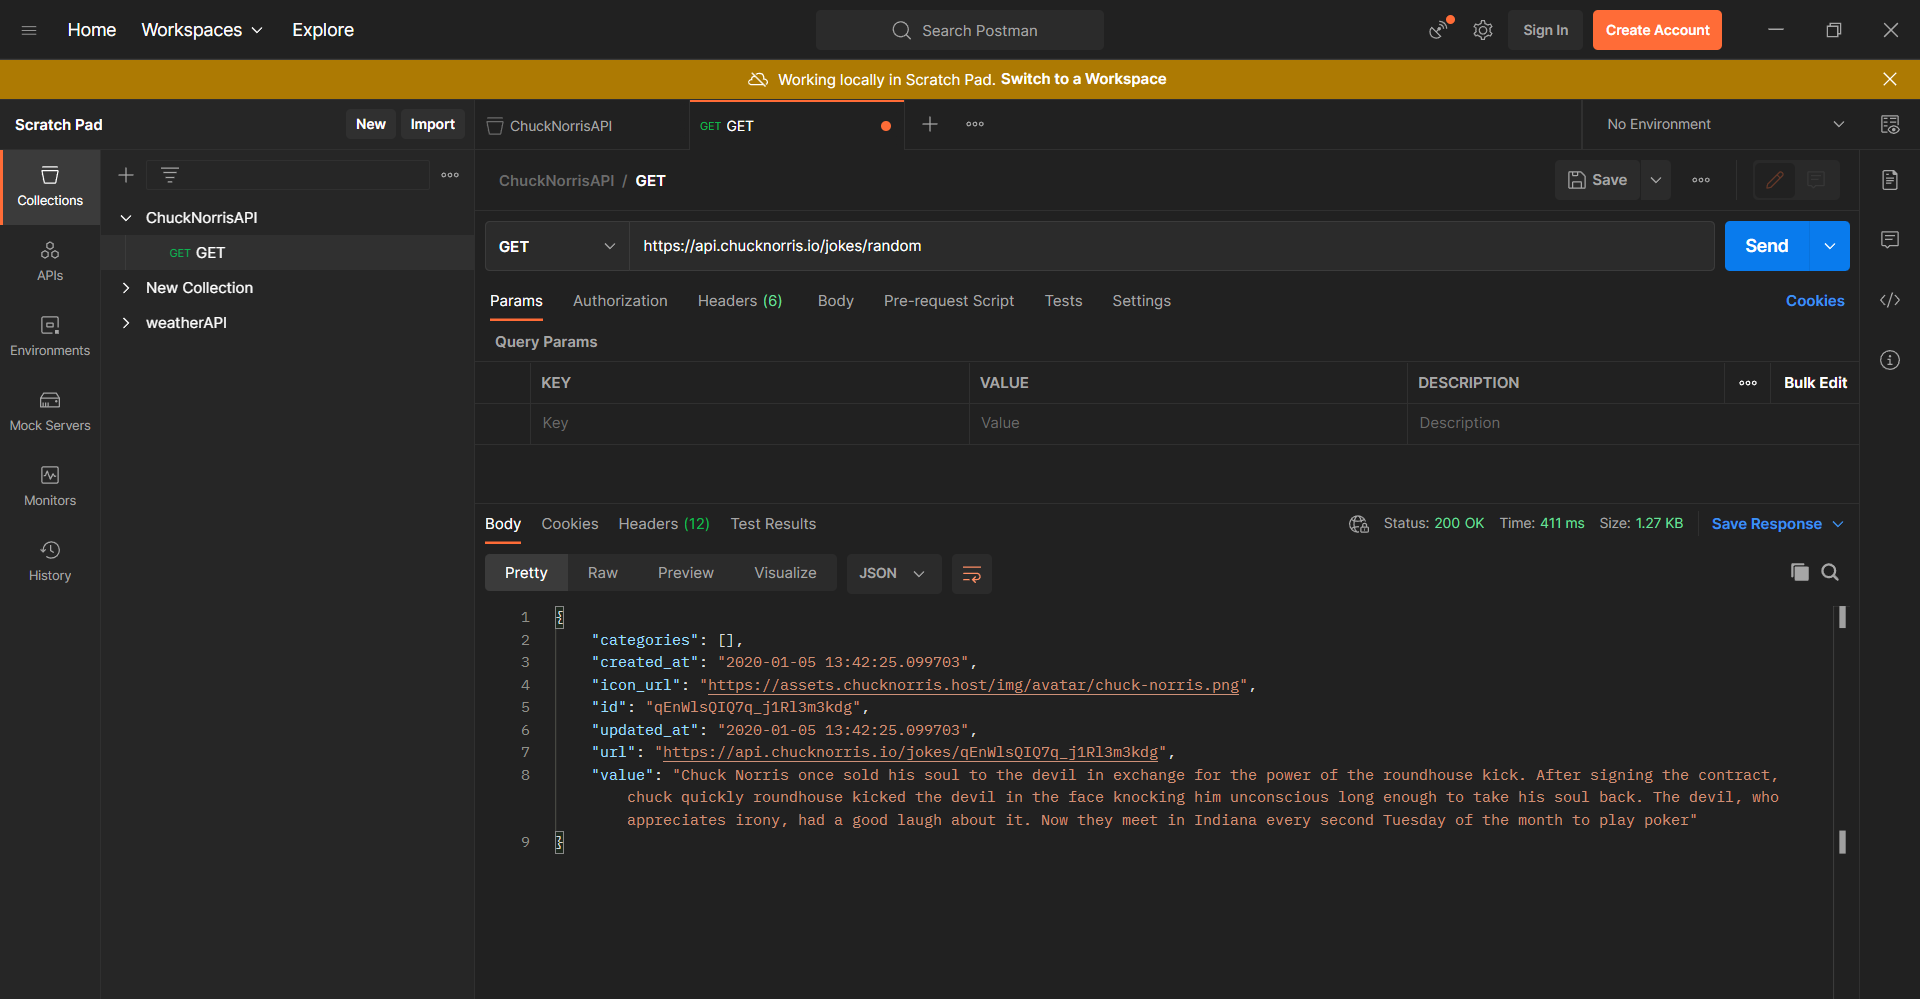 Home Workspaces Explore Search Postman Sign In Create Account
Working locally in Scratch Pad. Switch to a Workspace
Scratch Pad New Import ChuckNorrisAPI GET GET No Environment
Collections
APIs
Environments
Mock Servers
Monitors
History
ChuckNorrisAPI
GET GET
New Collection
weatherAPI
ChuckNorrisAPI / GET Save
GET https://api.chucknorris.io/jokes/random Send
Params Authorization Headers (6) Body Pre-request Script Tests Settings Cookies
Query Params
KEY VALUE DESCRIPTION Bulk Edit
Key Value Description
Body Cookies Headers (12) Test Results Status: 200 OK Time: 411 ms Size: 1.27 KB Save Response
Pretty Raw Preview Visualize JSON
1 {
2 "categories": [],
3 "created_at": "2020-01-05 13:42:25.099703",
4 "icon_url": "https://assets.chucknorris.host/img/avatar/chuck-norris.png",
5 "id": "qEnWlsQIQ7q_j1Rl3m3kdg",
6 "updated_at": "2020-01-05 13:42:25.099703",
7 "url": "https://api.chucknorris.io/jokes/qEnWlsQIQ7q_j1Rl3m3kdg",
8 "value": "Chuck Norris once sold his soul to the devil in exchange for the power of the roundhouse kick. After signing the contract,
chuck quickly roundhouse kicked the devil in the face knocking him unconscious long enough to take his soul back. The devil, who
appreciates irony, had a good laugh about it. Now they meet in Indiana every second Tuesday of the month to play poker"
9 }